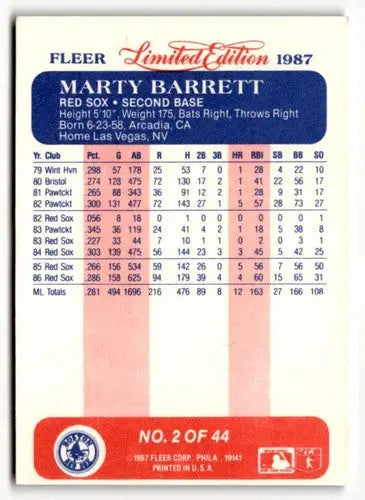 FLEER Limited Edition 1987
MARTY BARRETT
RED SOX • SECOND BASE
Height 5'10", Weight 175, Bats Right, Throws Right
Born 6-23-58, Arcadia, CA
Home Las Vegas, NV
Yr. Club Pct. G AB R H 2B 3B HR RBI SB BB SO
79 Wint Hvn .298 57 178 25 53 7 0 1 28 4 22 10
80 Bristol .274 128 475 72 130 17 2 1 41 22 56 17
81 Pawtckt .265 88 343 36 91 12 2 1 28 9 31 17
82 Pawtckt .300 131 477 72 143 27 1 5 57 28 73 27
82 Red Sox .056 8 18 0 1 0 0 0 0 0 0 1
83 Pawtckt .345 36 119 24 41 3 0 1 18 5 38 8
83 Red Sox .227 33 44 7 10 1 1 0 2 0 3 1
84 Red Sox .303 139 475 56 144 23 3 3 45 5 42 25
85 Red Sox .266 156 534 59 142 26 0 5 56 7 56 50
86 Red Sox .286 158 625 94 179 39 4 4 60 15 65 31
ML Totals .281 494 1696 216 476 89 8 12 163 27 166 108
NO. 2 OF 44
©1987 FLEER CORP., PHILA. 19141
PRINTED IN U.S.A.